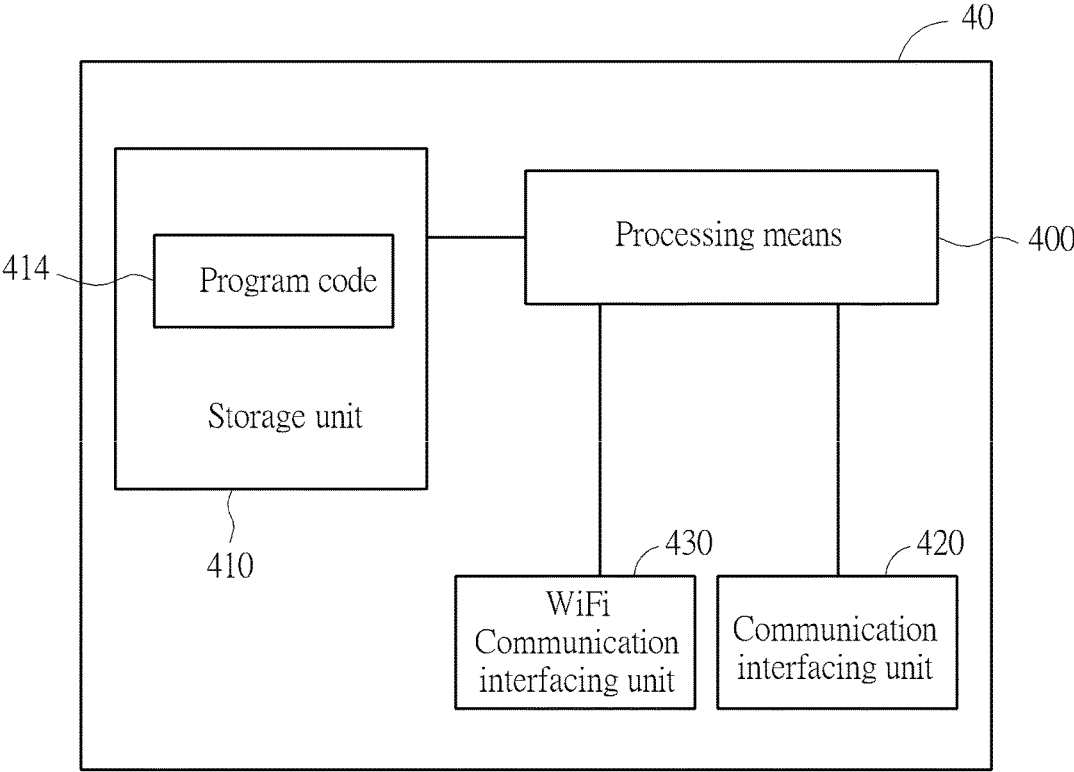 40
Processing means
400
414
Program code
Storage unit
410
430
420
WiFi
Communication
interfacing unit
Communication
interfacing unit